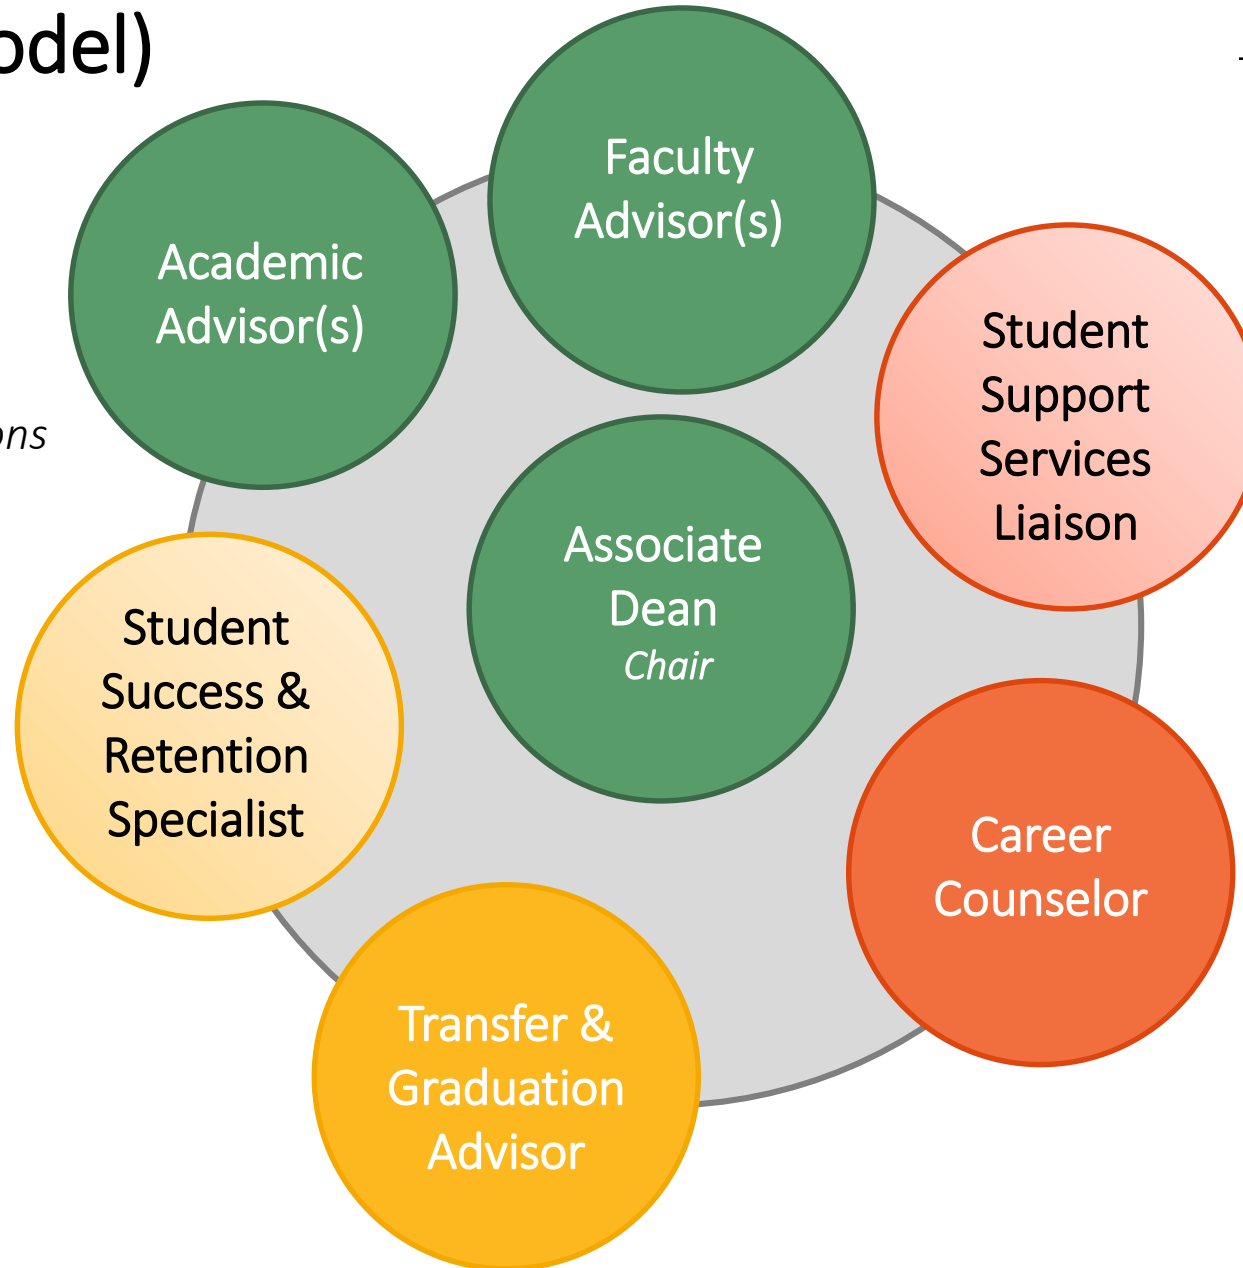 odel)
Faculty
Advisor(s)
Academic
Advisor(s)
Student
Support
Services
Liaison
ons
Associate
Dean
Chair
Student
Success &
Retention
Specialist
Career
Counselor
Transfer &
Graduation
Advisor